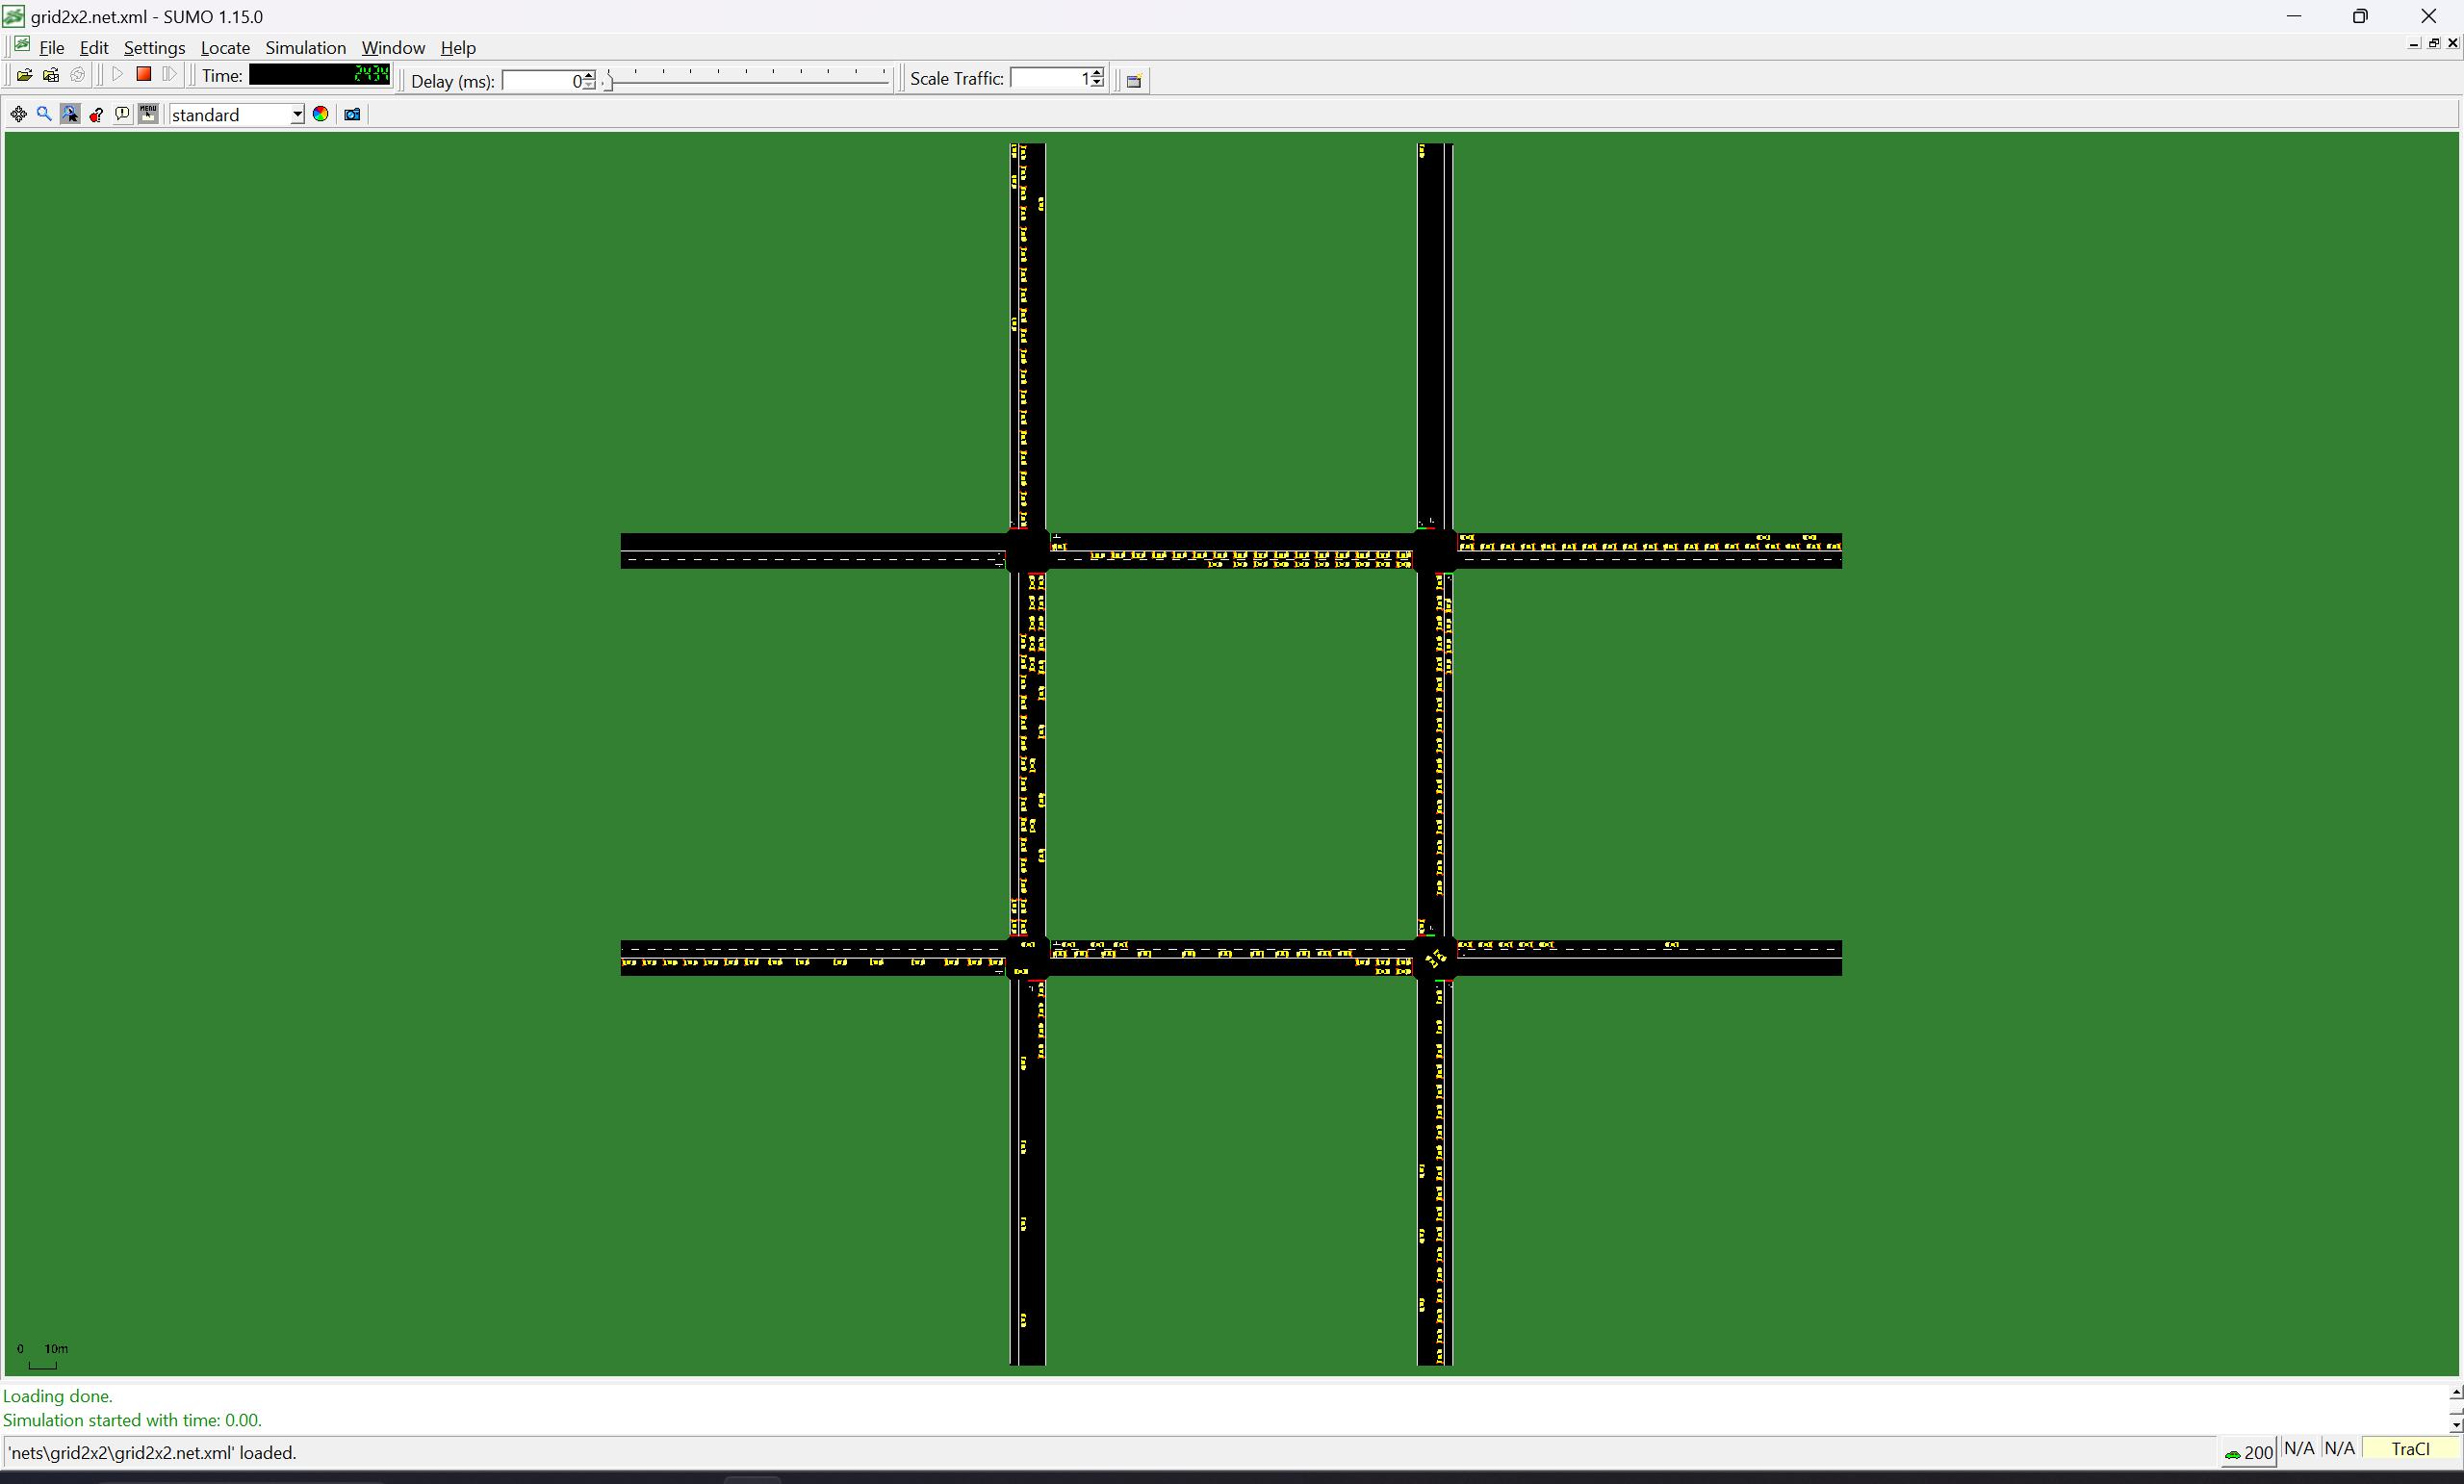 grid2x2.net.xml - SUMO 1.15.0
File Edit Settings Locate Simulation Window Help
Time: 2434 Delay (ms): 0 Scale Traffic: 1
MENU standard
0 10m
Loading done.
Simulation started with time: 0.00.
'nets\grid2x2\grid2x2.net.xml' loaded. 200 N/A N/A TraCI